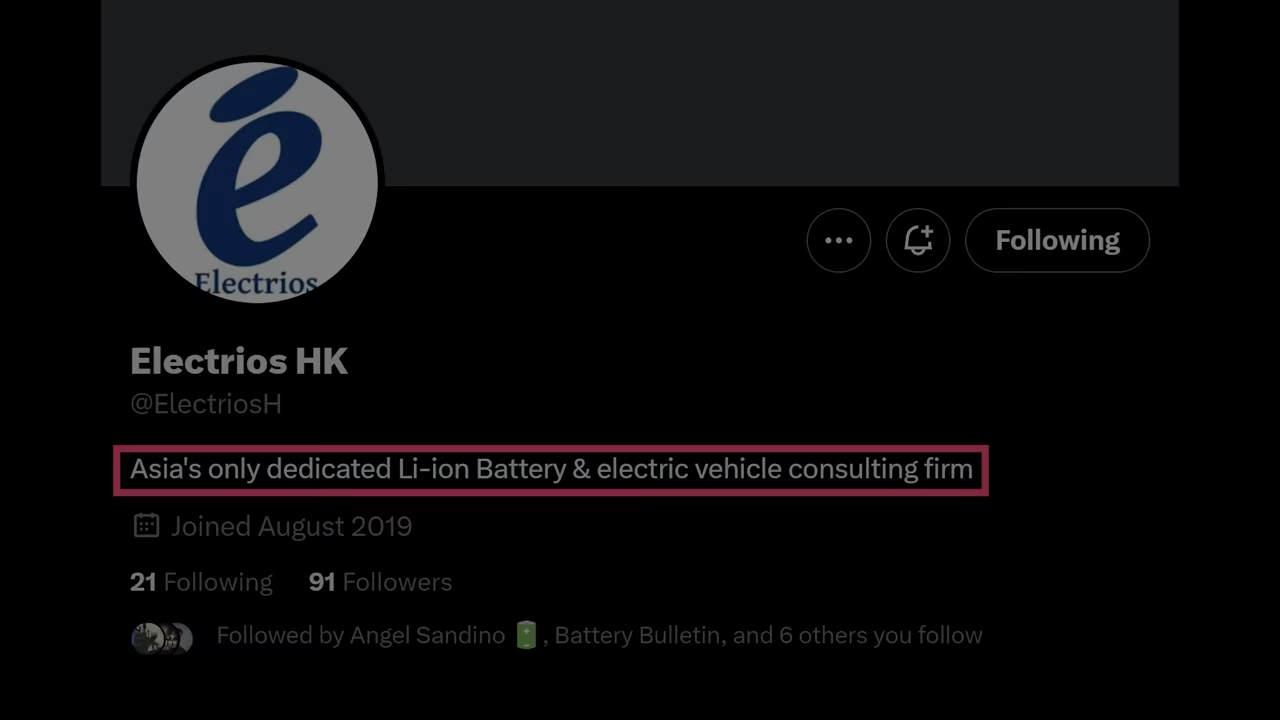 Electrios
Following
Electrios HK
@ElectriosH
Asia's only dedicated Li-ion Battery & electric vehicle consulting firm
Joined August 2019
21 Following 91 Followers
Followed by Angel Sandino 🔋, Battery Bulletin, and 6 others you follow